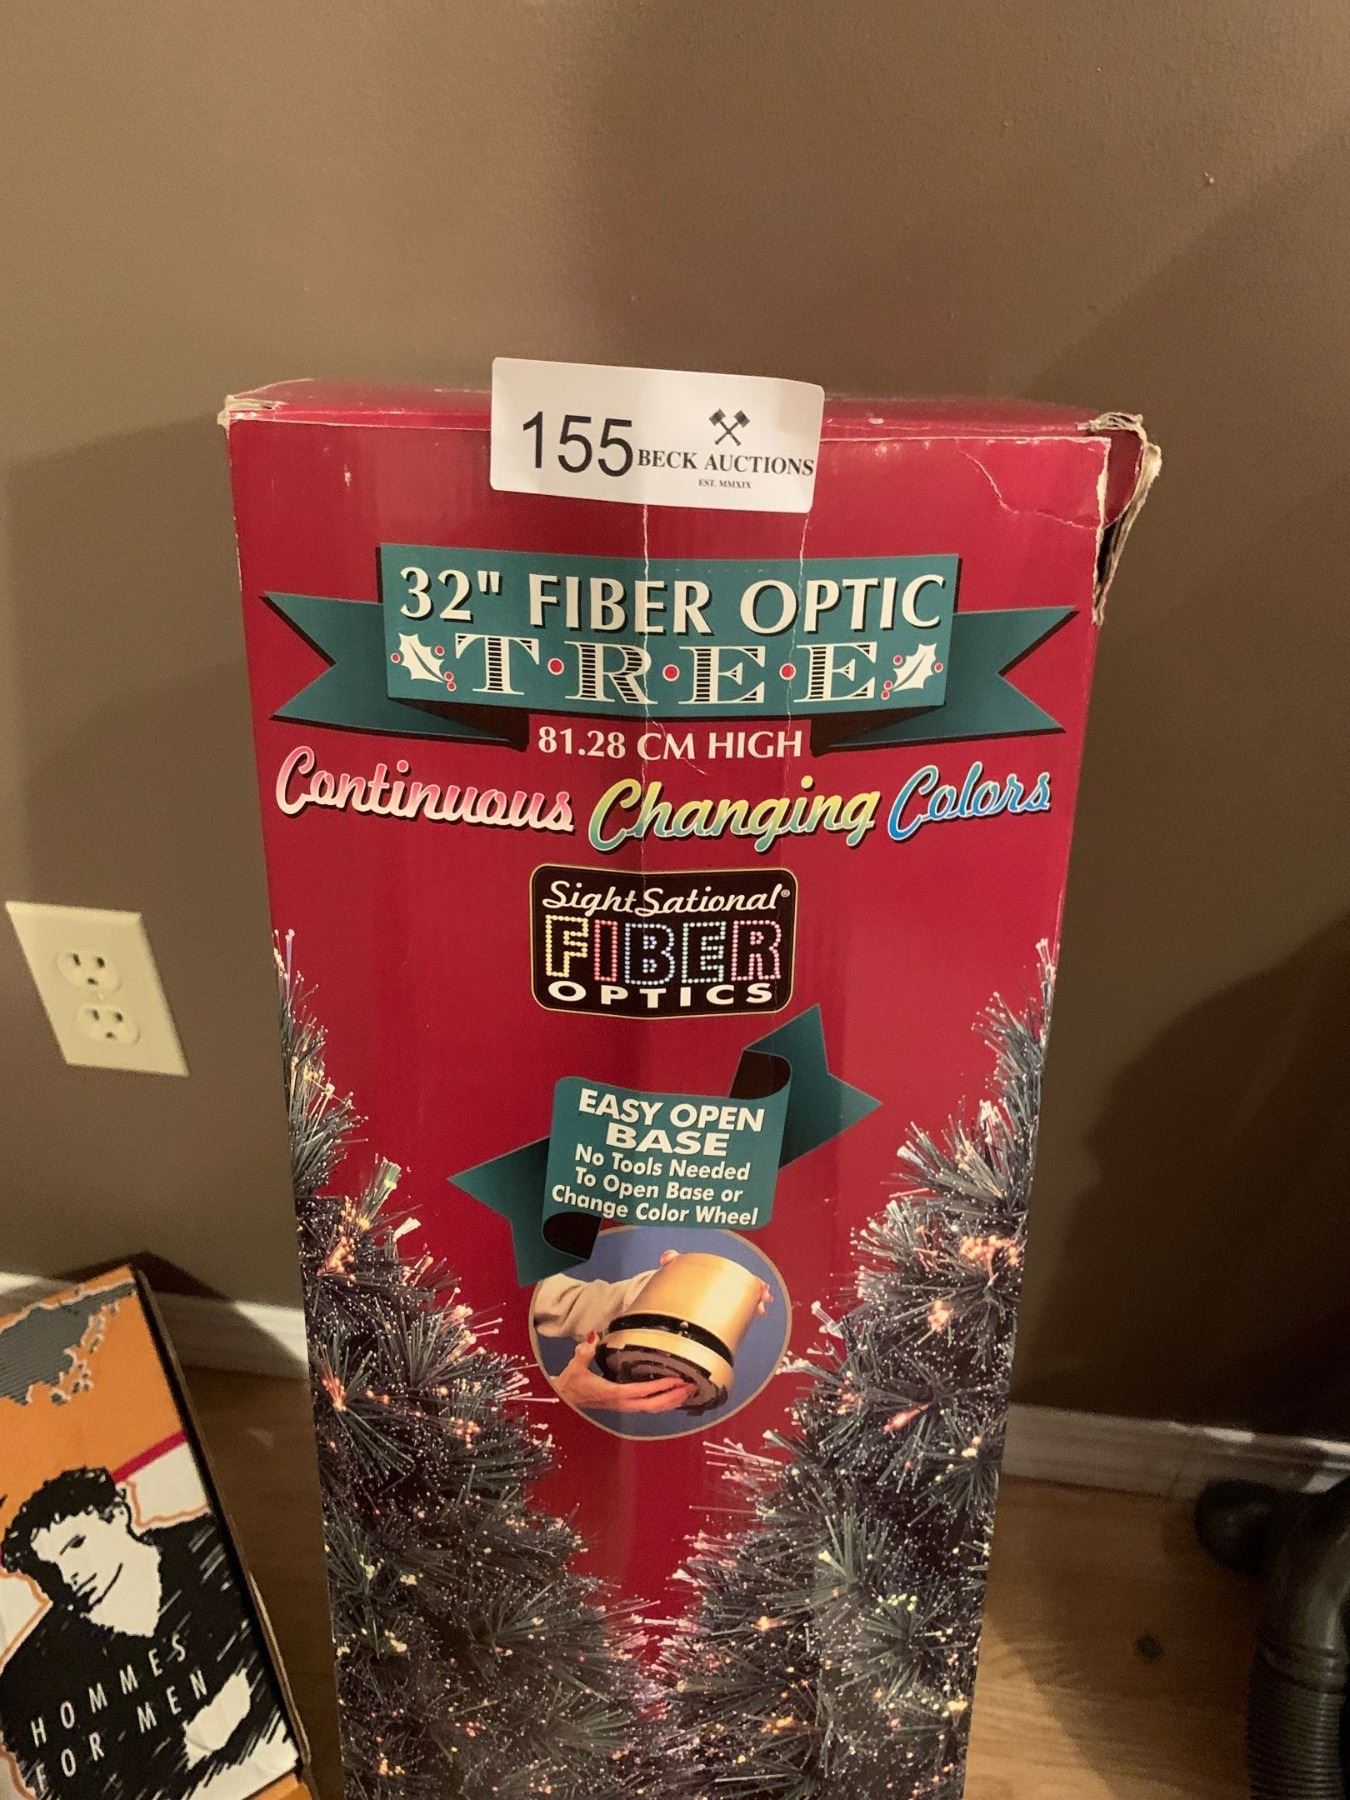 155 BECK AUCTIONS
EST. MMXIX
32" FIBER OPTIC
T·R·E·E
81.28 CM HIGH
Continuous Changing Colors
SightSational®
FIBER
OPTICS
EASY OPEN
BASE
No Tools Needed
To Open Base or
Change Color Wheel
HOMMES
FOR MEN